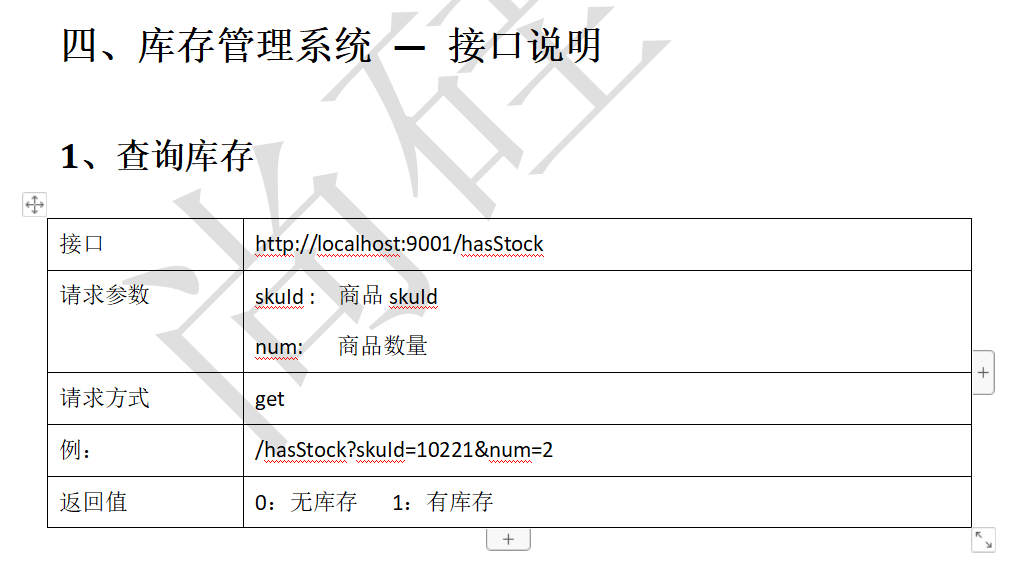 四、库存管理系统 — 接口说明
1、查询库存
接口 http://localhost:9001/hasStock
请求参数 skuId： 商品 skuId
num: 商品数量
请求方式 get
例： /hasStock?skuId=10221&num=2
返回值 0：无库存 1：有库存
尚硅